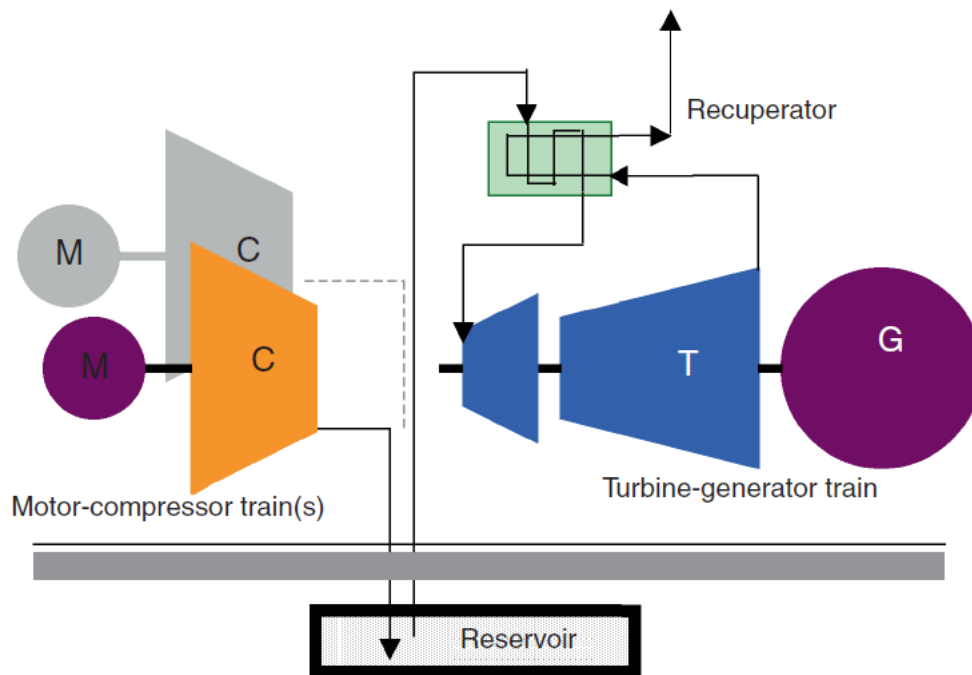 Recuperator
M
C
M
C
T
G
Motor-compressor train(s)
Turbine-generator train
Reservoir